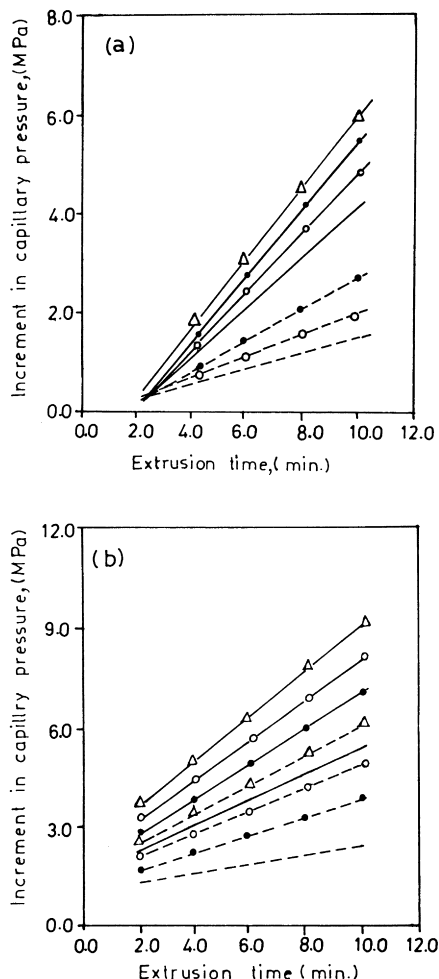 (a)
8.0
6.0
4.0
2.0
0.0
0.0 2.0 4.0 6.0 8.0 10.0 12.0
Increment in capillary pressure,(MPa)
Extrusion time,(min.)
(b)
12.0
9.0
6.0
3.0
0.0
0.0 2.0 4.0 6.0 8.0 10.0 12.0
Increment in capillry pressure,(MPa)
Extrusion time(min.)